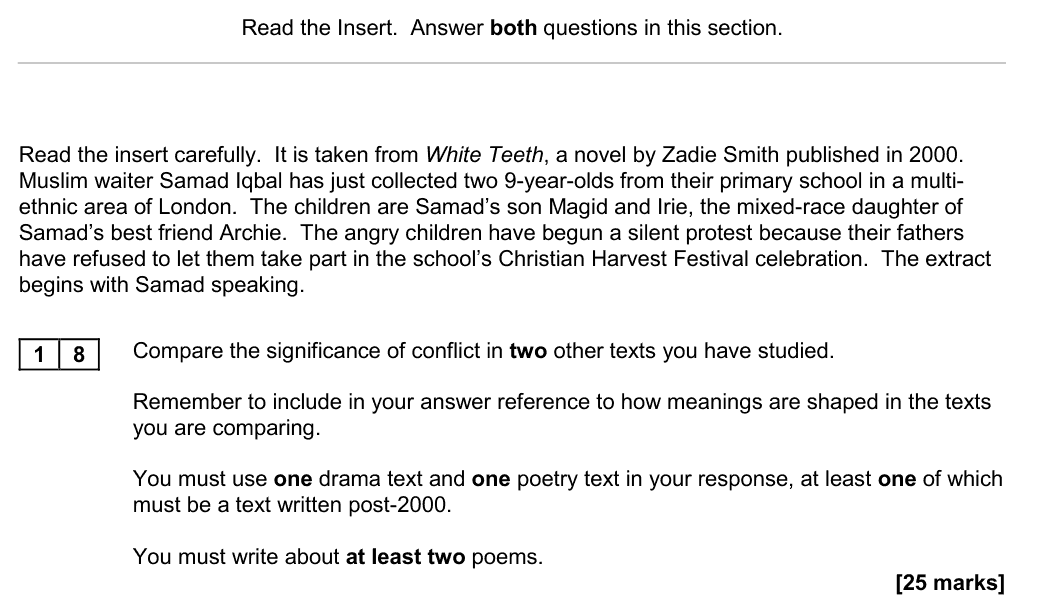 Read the Insert.  Answer both questions in this section.
Read the insert carefully.  It is taken from White Teeth, a novel by Zadie Smith published in 2000.
Muslim waiter Samad Iqbal has just collected two 9-year-olds from their primary school in a multi-
ethnic area of London.  The children are Samad’s son Magid and Irie, the mixed-race daughter of
Samad’s best friend Archie.  The angry children have begun a silent protest because their fathers
have refused to let them take part in the school’s Christian Harvest Festival celebration.  The extract
begins with Samad speaking.
1 8 Compare the significance of conflict in two other texts you have studied.
Remember to include in your answer reference to how meanings are shaped in the texts
you are comparing.
You must use one drama text and one poetry text in your response, at least one of which
must be a text written post-2000.
You must write about at least two poems.
[25 marks]